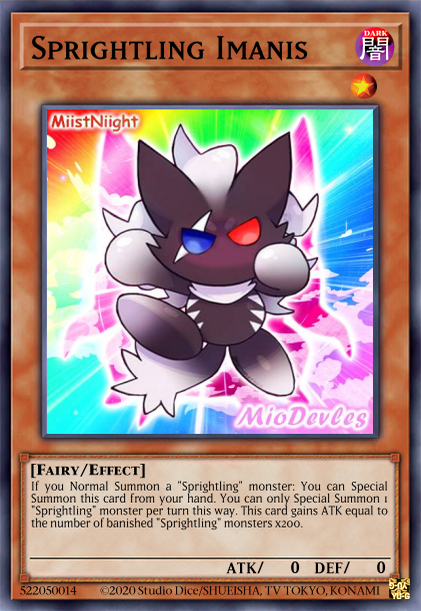 Sprightling Imanis
DARK
闇
MiistNiight
MioDevles
[Fairy/Effect]
If you Normal Summon a "Sprightling" monster: You can Special
Summon this card from your hand. You can only Special Summon 1
"Sprightling" monster per turn this way. This card gains ATK equal to
the number of banished "Sprightling" monsters x200.
ATK/ 0 DEF/ 0
522050014 ©2020 Studio Dice/SHUEISHA, TV TOKYO, KONAMI